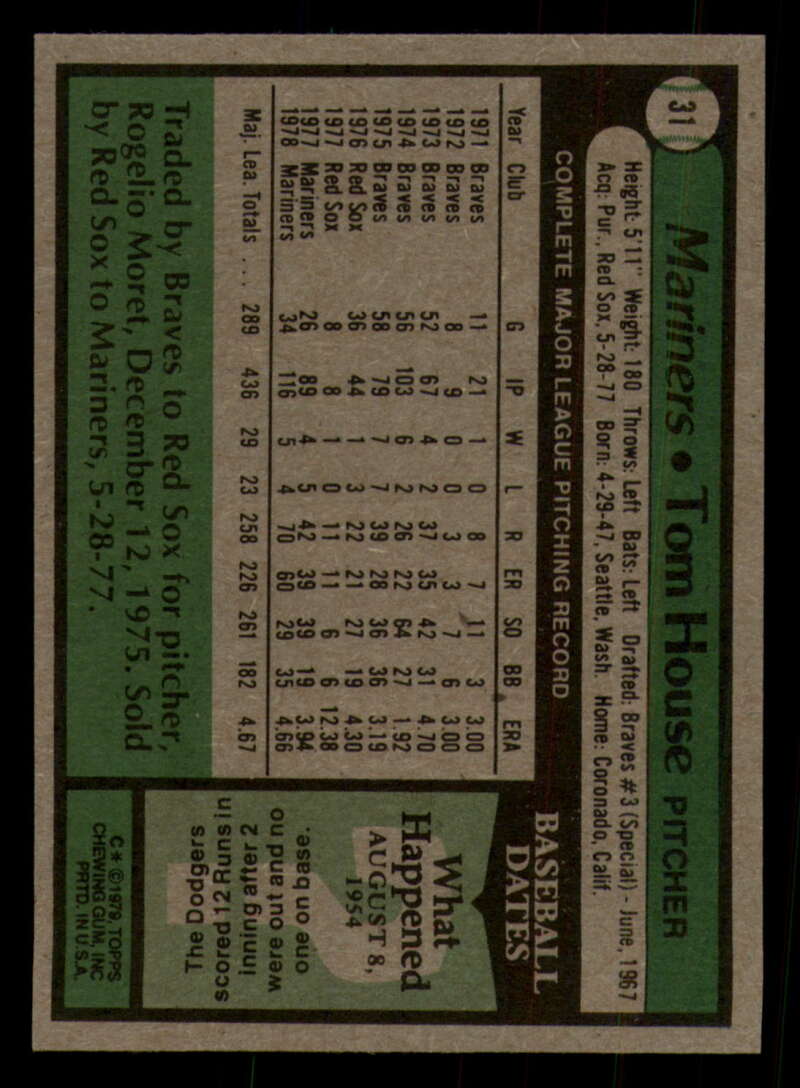 31
Mariners • Tom House PITCHER
Height: 5'11" Weight: 180 Throws: Left Bats: Left Drafted: Braves #3 (Special) - June, 1967
Acq: Pur., Red Sox, 5-28-77 Born: 4-29-47, Seattle, Wash. Home: Coronado, Calif.
COMPLETE MAJOR LEAGUE PITCHING RECORD
Year Club G IP W L R ER SO BB ERA
1971 Braves 11 21 1 0 8 7 11 3 3.00
1972 Braves 8 9 0 0 3 3 7 6 3.00
1973 Braves 52 67 4 2 37 35 42 31 4.70
1974 Braves 56 103 6 2 26 22 64 27 1.92
1975 Braves 58 79 7 7 39 28 36 36 3.19
1976 Red Sox 36 44 1 3 22 21 27 19 4.30
1977 Red Sox 8 8 1 0 11 11 6 6 12.38
1977 Mariners 26 89 4 5 42 39 39 19 3.94
1978 Mariners 34 116 5 4 70 60 29 35 4.66
Maj. Lea. Totals . . . 289 436 29 23 258 226 261 182 4.67
Traded by Braves to Red Sox for pitcher,
Rogelio Moret, December 12, 1975. Sold
by Red Sox to Mariners, 5-28-77.
BASEBALL
DATES
What
Happened
AUGUST 8,
1954
The Dodgers
scored 12 Runs in
inning after 2
were out and no
one on base.
C* © 1979, TOPPS
CHEWING GUM, INC
PRTD. IN U.S.A.